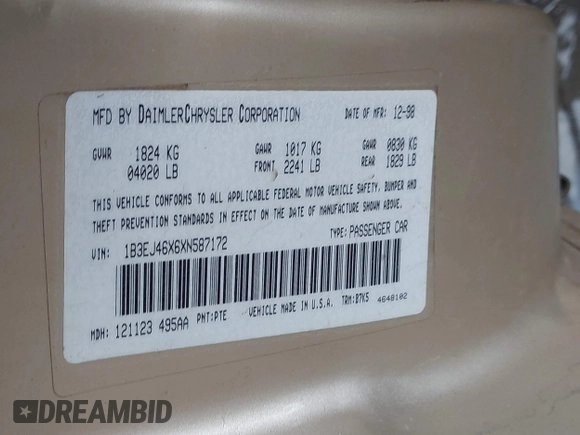 MFD BY DAIMLERCHRYSLER CORPORATION DATE OF MFR: 12-98
GVWR 1824 KG GAWR 1017 KG GAWR 0830 KG
04020 LB FRONT 2241 LB REAR 1829 LB
THIS VEHICLE CONFORMS TO ALL APPLICABLE FEDERAL MOTOR VEHICLE SAFETY, BUMPER AND
THEFT PREVENTION STANDARDS IN EFFECT ON THE DATE OF MANUFACTURE SHOWN ABOVE.
VIN: 1B3EJ46X6XN587172 TYPE: PASSENGER CAR
MDH: 121123 495AA PNT:PTE VEHICLE MADE IN U.S.A. TRM:B7K5 4648102
DREAMBID